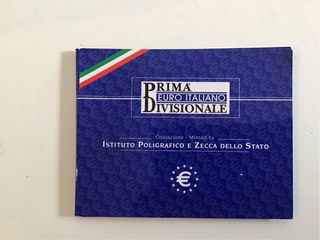 PRIMA
EURO ITALIANO
DIVISIONALE
Coniazione - Minted by
ISTITUTO POLIGRAFICO E ZECCA DELLO STATO
€